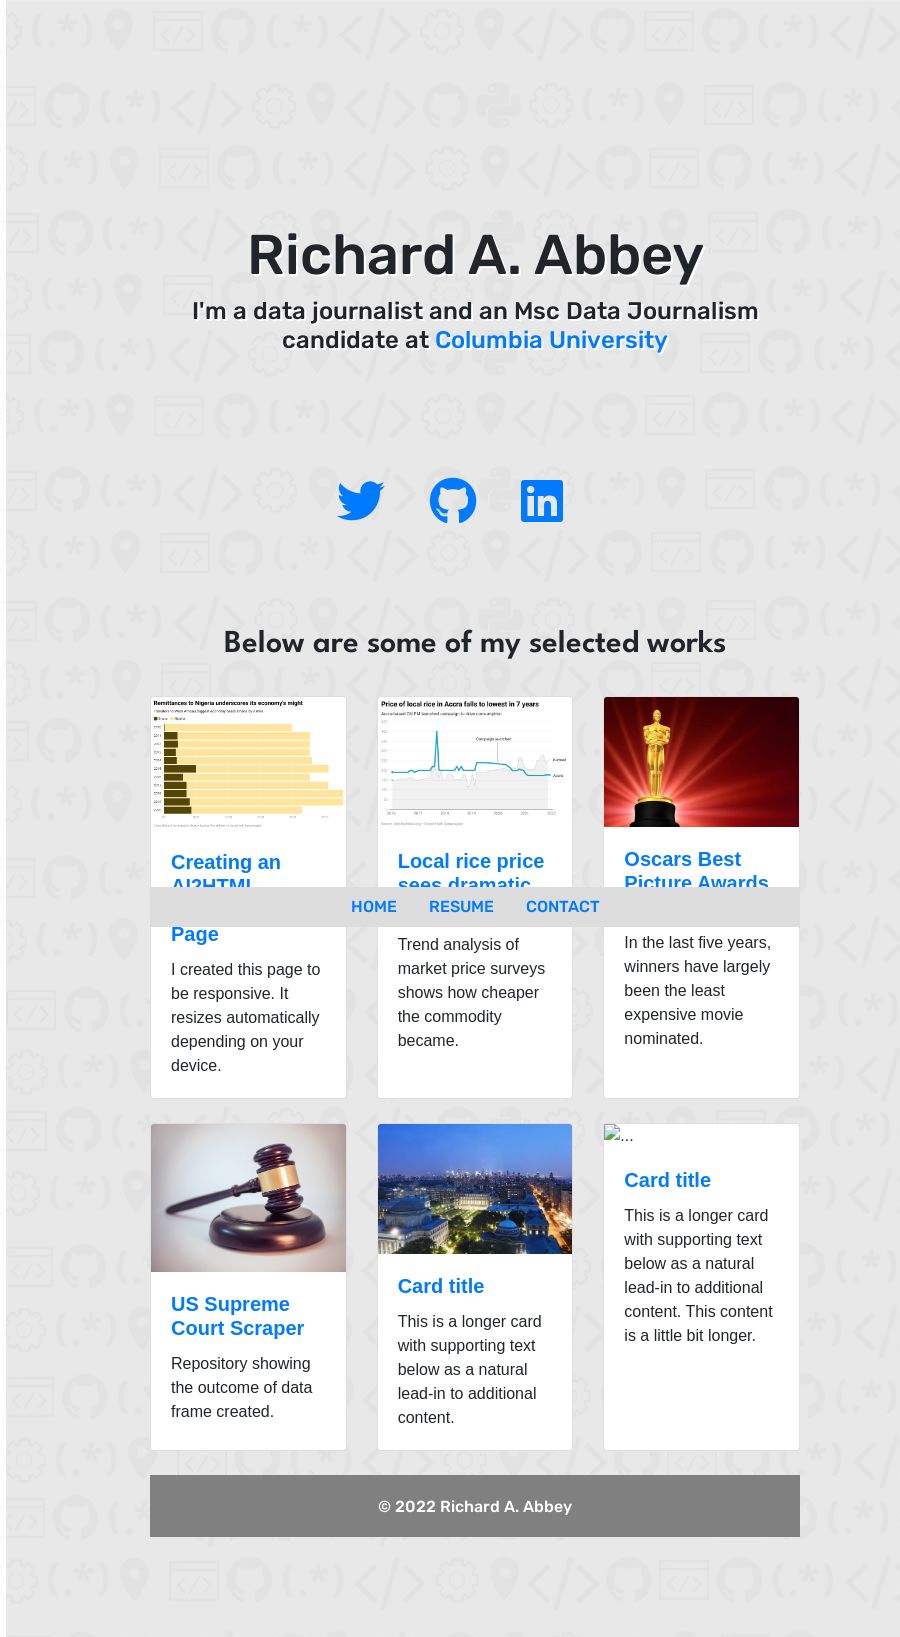 Richard A. Abbey
I'm a data journalist and an Msc Data Journalism
candidate at Columbia University
Below are some of my selected works
Remittances to Nigeria underscores its economy's might
Price of local rice in Accra falls to lowest in 7 years
Campaign launched
Creating an
AI2HTML
Page
I created this page to
be responsive. It
resizes automatically
depending on your
device.
Local rice price
sees dramatic
Trend analysis of
market price surveys
shows how cheaper
the commodity
became.
Oscars Best
Picture Awards
In the last five years,
winners have largely
been the least
expensive movie
nominated.
HOME RESUME CONTACT
US Supreme
Court Scraper
Repository showing
the outcome of data
frame created.
Card title
This is a longer card
with supporting text
below as a natural
lead-in to additional
content.
...
Card title
This is a longer card
with supporting text
below as a natural
lead-in to additional
content. This content
is a little bit longer.
© 2022 Richard A. Abbey